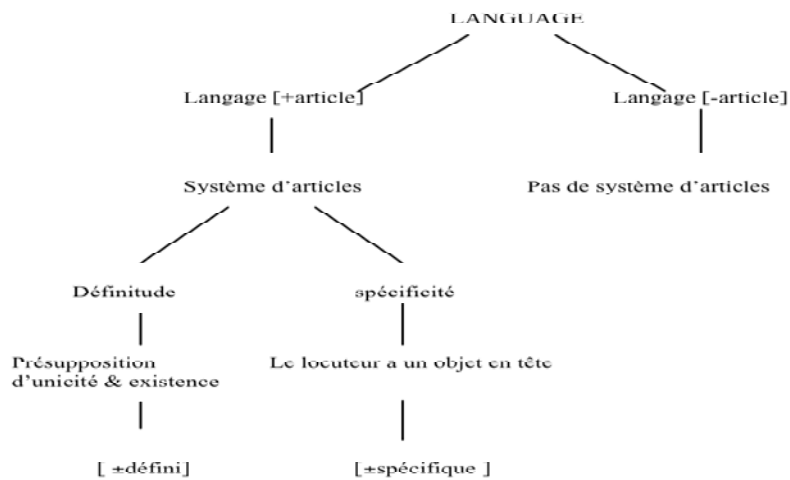 LANGUAGE
Langage [+article]
Langage [-article]
Système d'articles
Pas de système d'articles
Définitude
spécificité
Présupposition
d'unicité & existence
Le locuteur a un objet en tête
[ ±défini]
[±spécifique ]